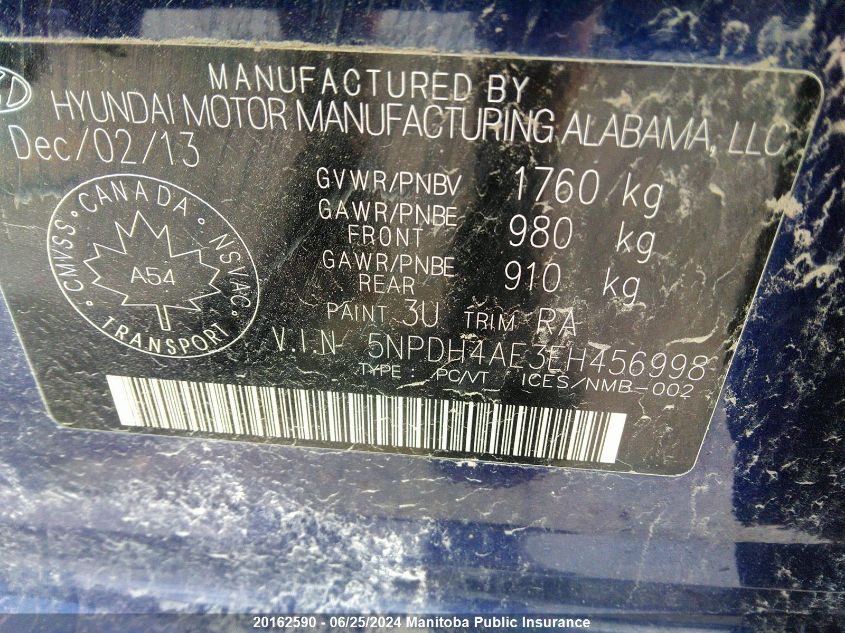 MANUFACTURED BY
HYUNDAI MOTOR MANUFACTURING ALABAMA, LLC
Dec/02/13
GVWR/PNBV 1760 kg
GAWR/PNBE FRONT 980 kg
GAWR/PNBE REAR 910 kg
PAINT 3U TRIM RA
V.I.N 5NPDH4AE3EH456998
TYPE : PC/VT ICES/NMB-002
CMVSS · CANADA · NSVAC · TRANSPORT
A54
20162590 - 06/25/2024 Manitoba Public Insurance